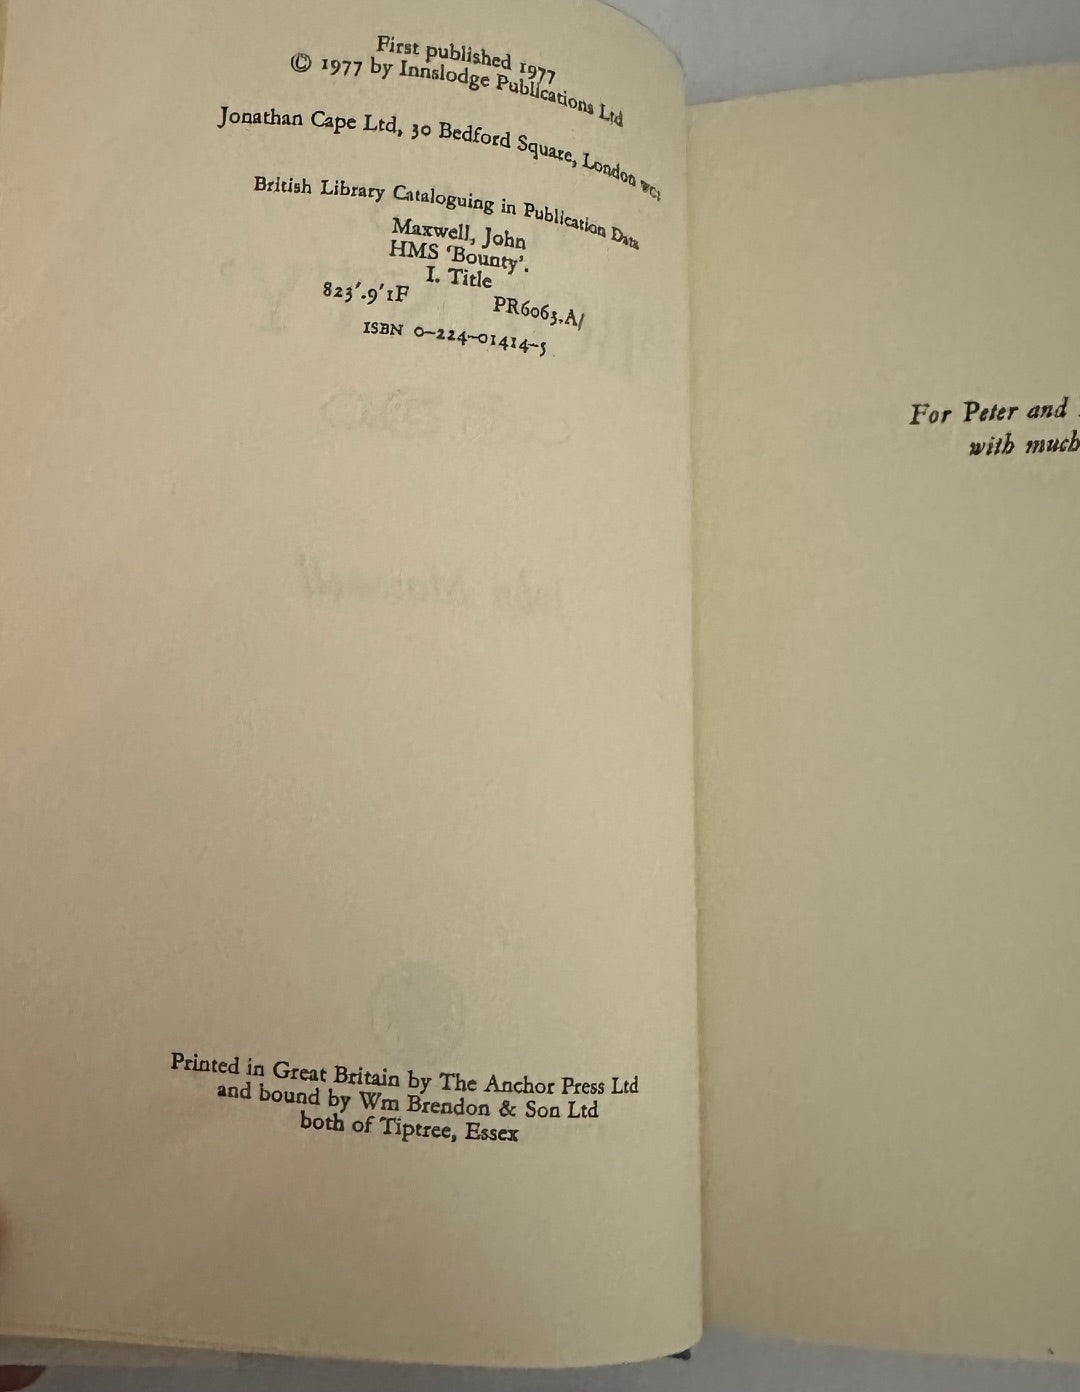 First published 1977
© 1977 by Innslodge Publications Ltd
Jonathan Cape Ltd, 30 Bedford Square, London WC1
British Library Cataloguing in Publication Data
Maxwell, John
HMS ‘Bounty’.
I. Title
823′.9′1F PR6063.A/
ISBN 0–224–01414–5
Printed in Great Britain by The Anchor Press Ltd
and bound by Wm Brendon & Son Ltd
both of Tiptree, Essex
For Peter and
with much